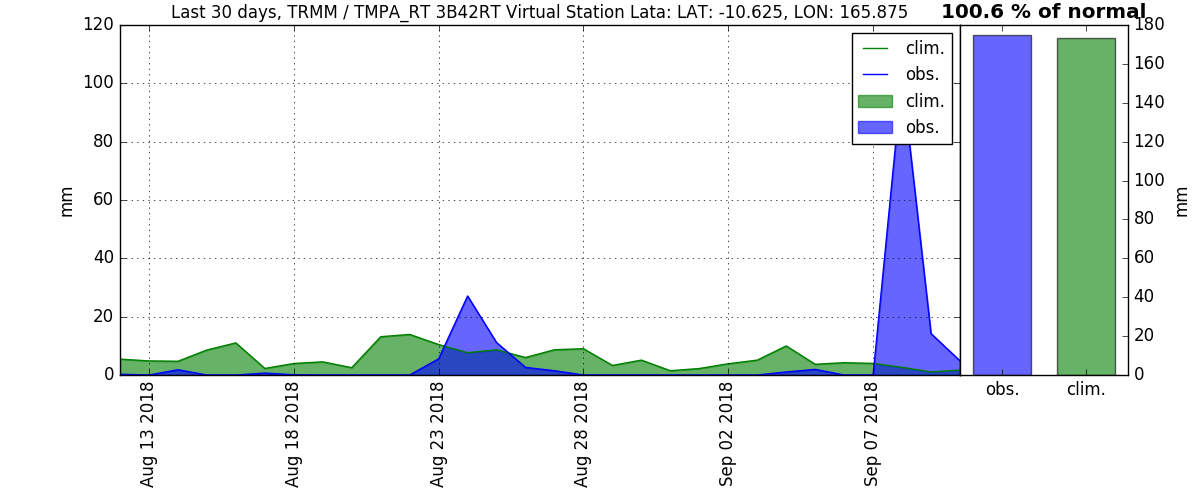 Last 30 days, TRMM / TMPA_RT 3B42RT Virtual Station Lata: LAT: -10.625, LON: 165.875
100.6 % of normal
120
100
80
60
40
20
0
mm
clim.
obs.
clim.
obs.
Aug 13 2018
Aug 18 2018
Aug 23 2018
Aug 28 2018
Sep 02 2018
Sep 07 2018
180
160
140
120
100
80
60
40
20
0
mm
obs.
clim.